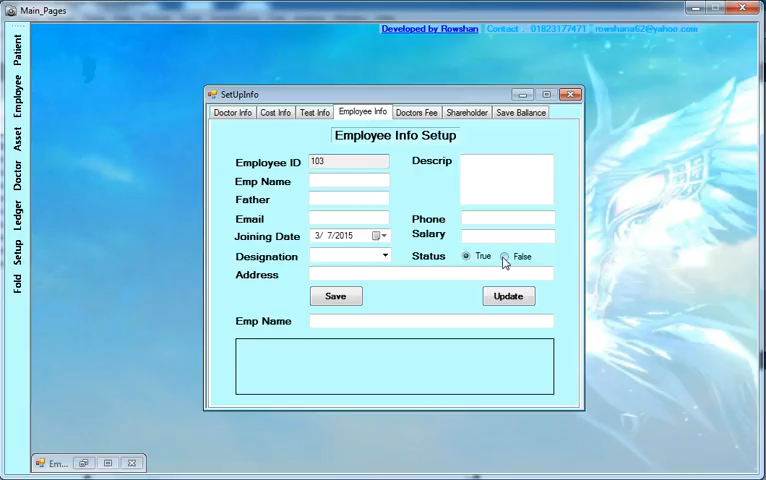 Main_Pages
Developed by Rowshan Contact : 01823177471 rowshana62@yahoo.com
Patient
Employee
Asset
Doctor
Ledger
Setup
Fold
SetUpInfo
Doctor Info Cost Info Test Info Employee Info Doctors Fee Shareholder Save Ballance
Employee Info Setup
Employee ID 103 Descrip
Emp Name
Father
Email Phone
Joining Date 3/ 7/2015 Salary
Designation Status True False
Address
Save Update
Emp Name
Em...